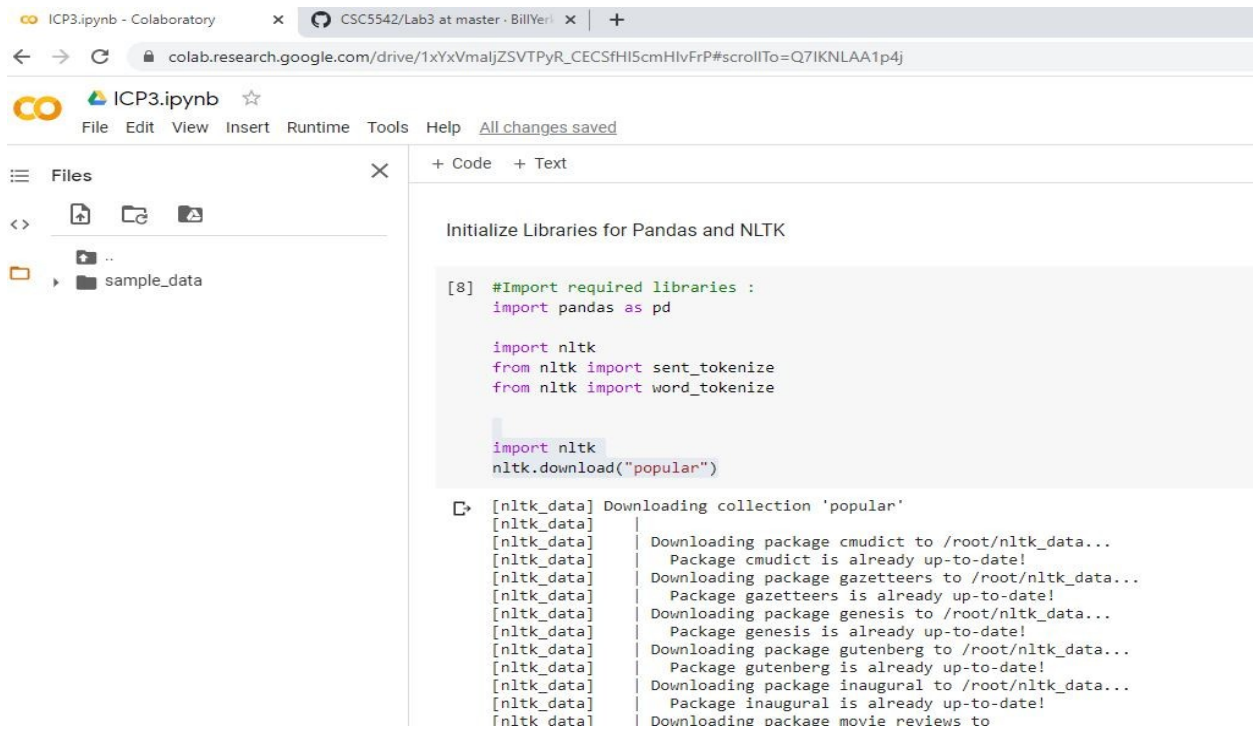 ICP3.ipynb - Colaboratory
CSC5542/Lab3 at master · BillYerk
colab.research.google.com/drive/1xYxVmaljZSVTPyR_CECSfHI5cmHIvFrP#scrollTo=Q7IKNLAA1p4j
ICP3.ipynb
File Edit View Insert Runtime Tools Help All changes saved
Files
..
sample_data
+ Code + Text
Initialize Libraries for Pandas and NLTK
[8] #Import required libraries :
import pandas as pd
import nltk
from nltk import sent_tokenize
from nltk import word_tokenize
import nltk
nltk.download("popular")
[nltk_data] Downloading collection 'popular'
[nltk_data] |
[nltk_data] | Downloading package cmudict to /root/nltk_data...
[nltk_data] | Package cmudict is already up-to-date!
[nltk_data] | Downloading package gazetteers to /root/nltk_data...
[nltk_data] | Package gazetteers is already up-to-date!
[nltk_data] | Downloading package genesis to /root/nltk_data...
[nltk_data] | Package genesis is already up-to-date!
[nltk_data] | Downloading package gutenberg to /root/nltk_data...
[nltk_data] | Package gutenberg is already up-to-date!
[nltk_data] | Downloading package inaugural to /root/nltk_data...
[nltk_data] | Package inaugural is already up-to-date!
[nltk_data] | Downloading package movie_reviews to